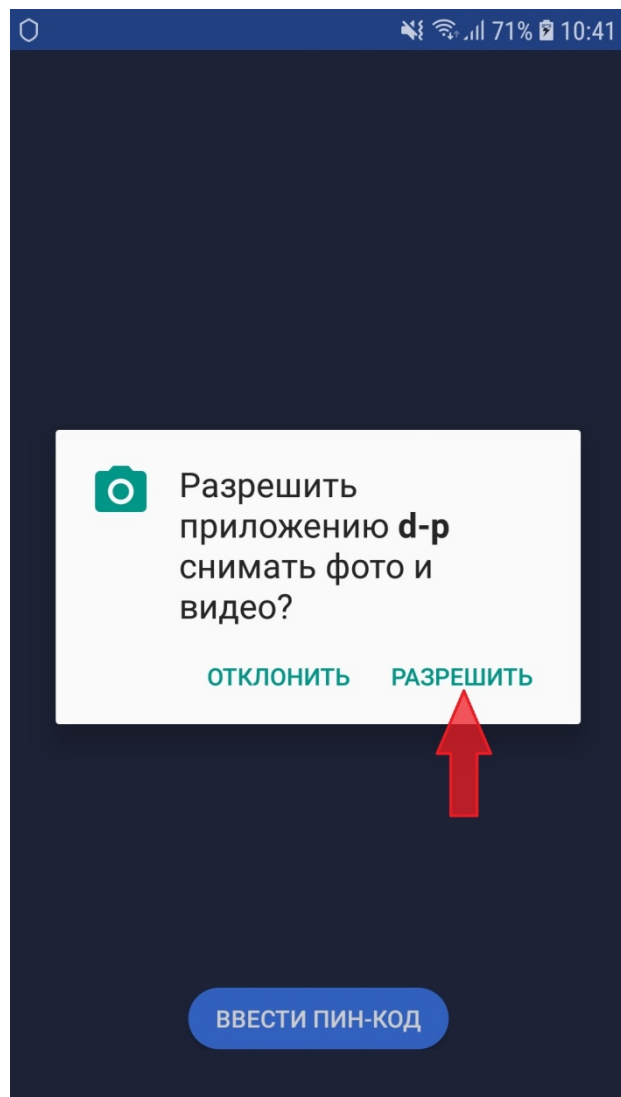 71% 10:41
Разрешить
приложению d-p
снимать фото и
видео?
ОТКЛОНИТЬ РАЗРЕШИТЬ
ВВЕСТИ ПИН-КОД